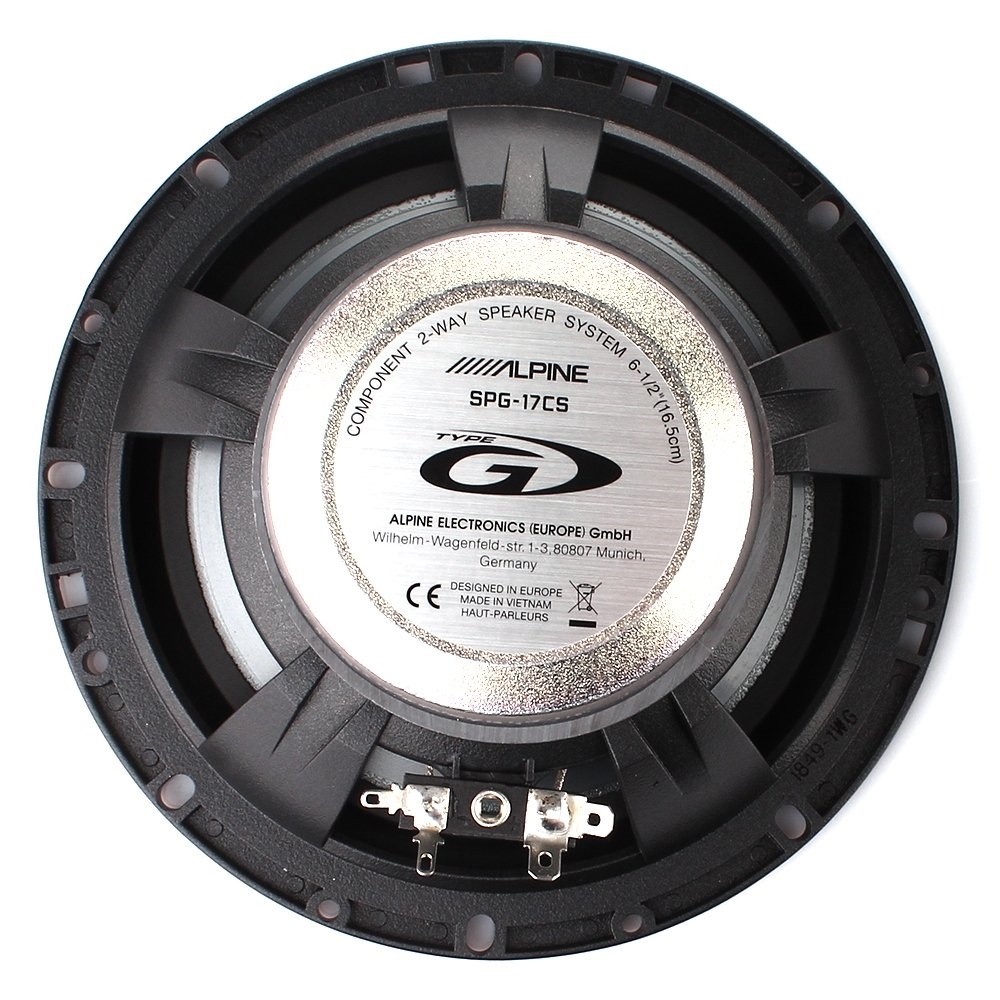 COMPONENT 2-WAY SPEAKER SYSTEM 6-1/2"(16.5cm)
ALPINE
SPG-17CS
TYPE
G
ALPINE ELECTRONICS (EUROPE) GmbH
Wilhelm-Wagenfeld-str. 1-3, 80807 Munich,
Germany
CE
DESIGNED IN EUROPE
MADE IN VIETNAM
HAUT-PARLEURS
1849-1WG